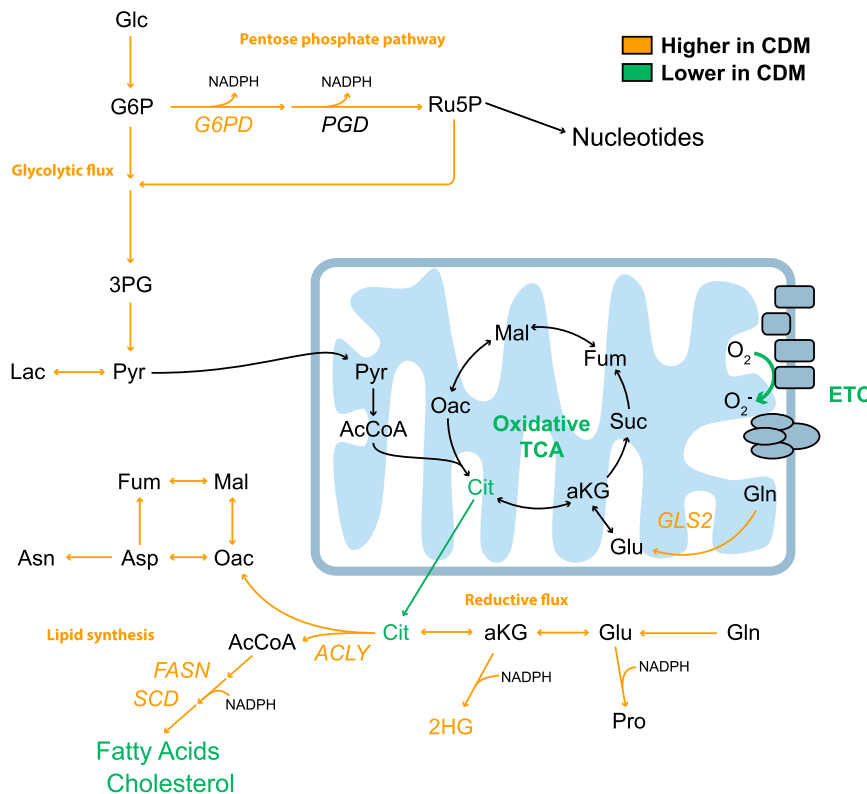 Glc
Pentose phosphate pathway
Higher in CDM
Lower in CDM
NADPH
NADPH
G6P
Ru5P
G6PD
PGD
Nucleotides
Glycolytic flux
3PG
Mal
Fum
O2
Lac
Pyr
Pyr
ETC
O2-
Oac
AcCoA
Oxidative
TCA
Suc
Fum
Mal
Cit
aKG
Gln
GLS2
Glu
Asn
Asp
Oac
Reductive flux
Lipid synthesis
AcCoA
ACLY
Cit
aKG
Glu
Gln
FASN
SCD
NADPH
NADPH
NADPH
2HG
Pro
Fatty Acids
Cholesterol